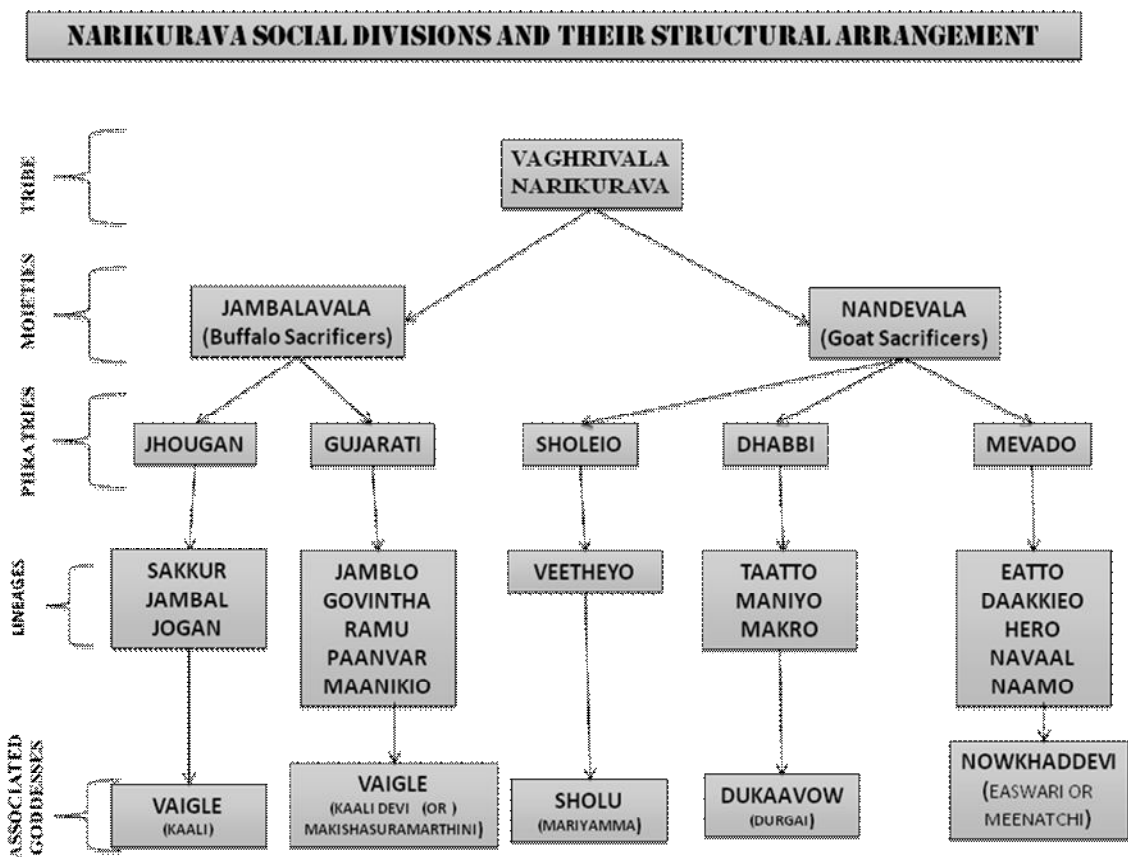 NARIKURAVA SOCIAL DIVISIONS AND THEIR STRUCTURAL ARRANGEMENT
TRIBE
VAGHRIVALA
NARIKURAVA
MOIETIES
JAMBALAVALA
(Buffalo Sacrificers)
NANDEVALA
(Goat Sacrificers)
PHRATRIES
JHOUGAN
GUJARATI
SHOLEIO
DHABBI
MEVADO
LINEAGES
SAKKUR
JAMBAL
JOGAN
JAMBLO
GOVINTHA
RAMU
PAANVAR
MAANIKIO
VEETHEYO
TAATTO
MANIYO
MAKRO
EATTO
DAAKKIEO
HERO
NAVAAL
NAAMO
ASSOCIATED
GODDESSES
VAIGLE
(KAALI)
VAIGLE
(KAALI DEVI (OR )
MAKISHASURAMARTHINI)
SHOLU
(MARIYAMMA)
DUKAAVOW
(DURGAI)
NOWKHADDEVI
(EASWARI OR
MEENATCHI)